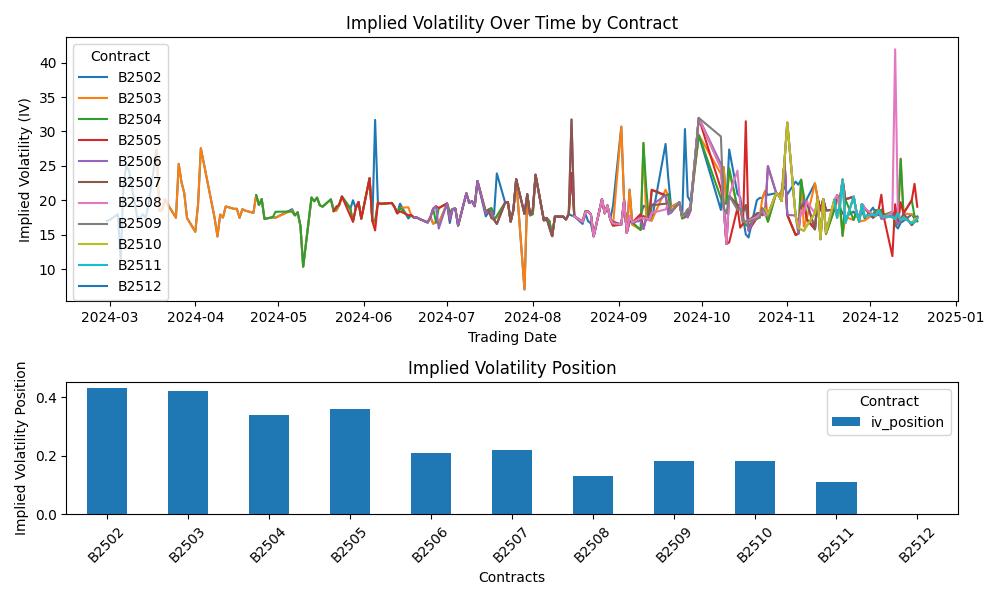 Implied Volatility Over Time by Contract
Implied Volatility (IV)
40
35
30
25
20
15
10
Contract
B2502
B2503
B2504
B2505
B2506
B2507
B2508
B2509
B2510
B2511
B2512
2024-03 2024-04 2024-05 2024-06 2024-07 2024-08 2024-09 2024-10 2024-11 2024-12 2025-01
Trading Date
Implied Volatility Position
Implied Volatility Position
0.4
0.2
0.0
Contract
iv_position
B2502 B2503 B2504 B2505 B2506 B2507 B2508 B2509 B2510 B2511 B2512
Contracts